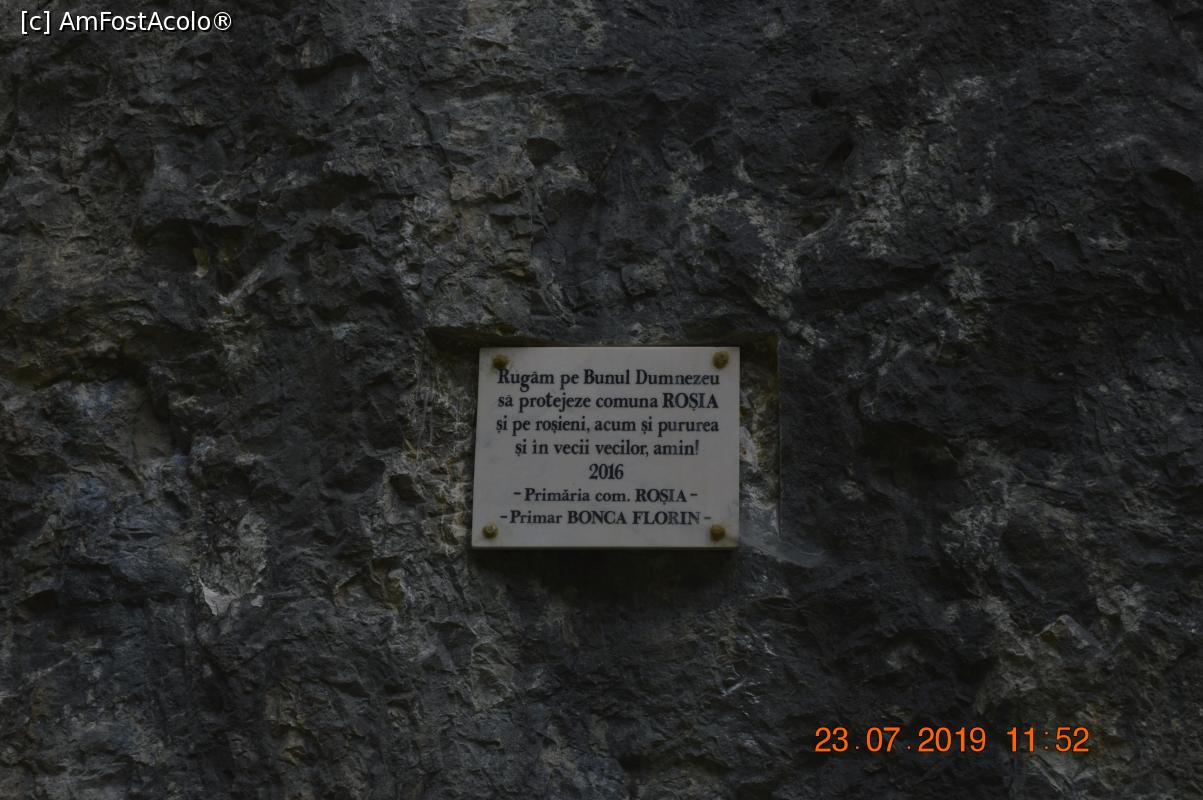 [c] AmFostAcolo®
Rugăm pe Bunul Dumnezeu
să protejeze comuna ROȘIA
și pe roșieni, acum și pururea
și în vecii vecilor, amin!
2016
-Primăria com. ROȘIA-
-Primar BONCA FLORIN-
23.07.2019 11:52